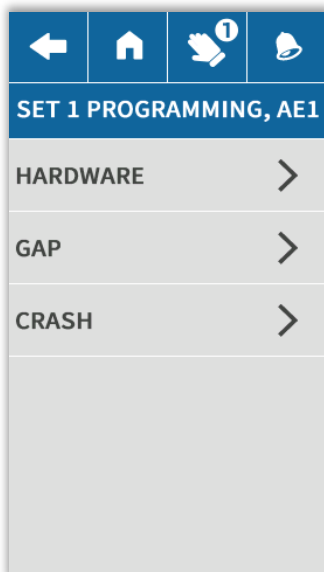 1
SET 1 PROGRAMMING, AE1
HARDWARE
GAP
CRASH